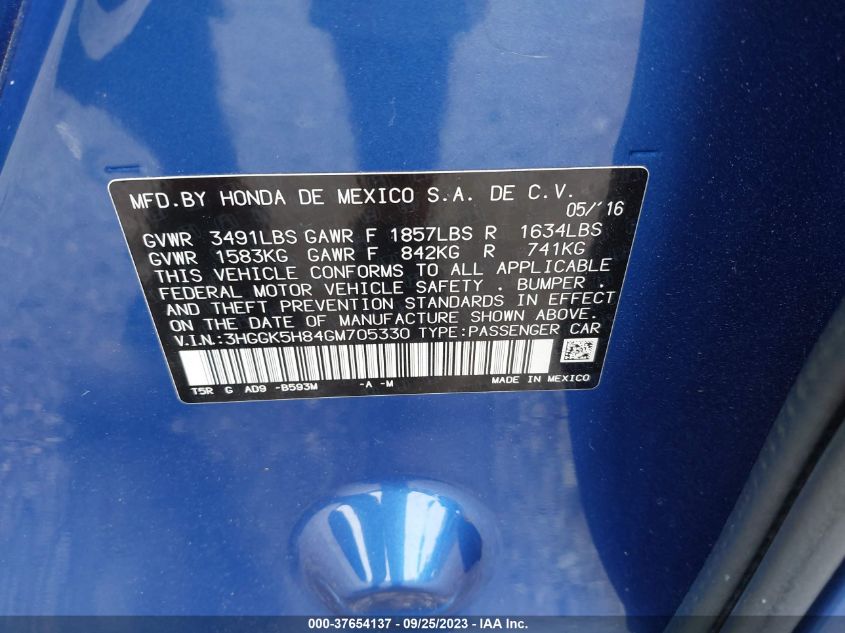 MFD.BY HONDA DE MEXICO S.A. DE C.V.
05/'16
GVWR 3491LBS GAWR F 1857LBS R 1634LBS
GVWR 1583KG GAWR F 842KG R 741KG
THIS VEHICLE CONFORMS TO ALL APPLICABLE
FEDERAL MOTOR VEHICLE SAFETY . BUMPER .
AND THEFT PREVENTION STANDARDS IN EFFECT
ON THE DATE OF MANUFACTURE SHOWN ABOVE.
V.I.N.:3HGGK5H84GM705330 TYPE:PASSENGER CAR
T5R G AD9 -B593M -A -M MADE IN MEXICO
000-37654137 - 09/25/2023 - IAA Inc.